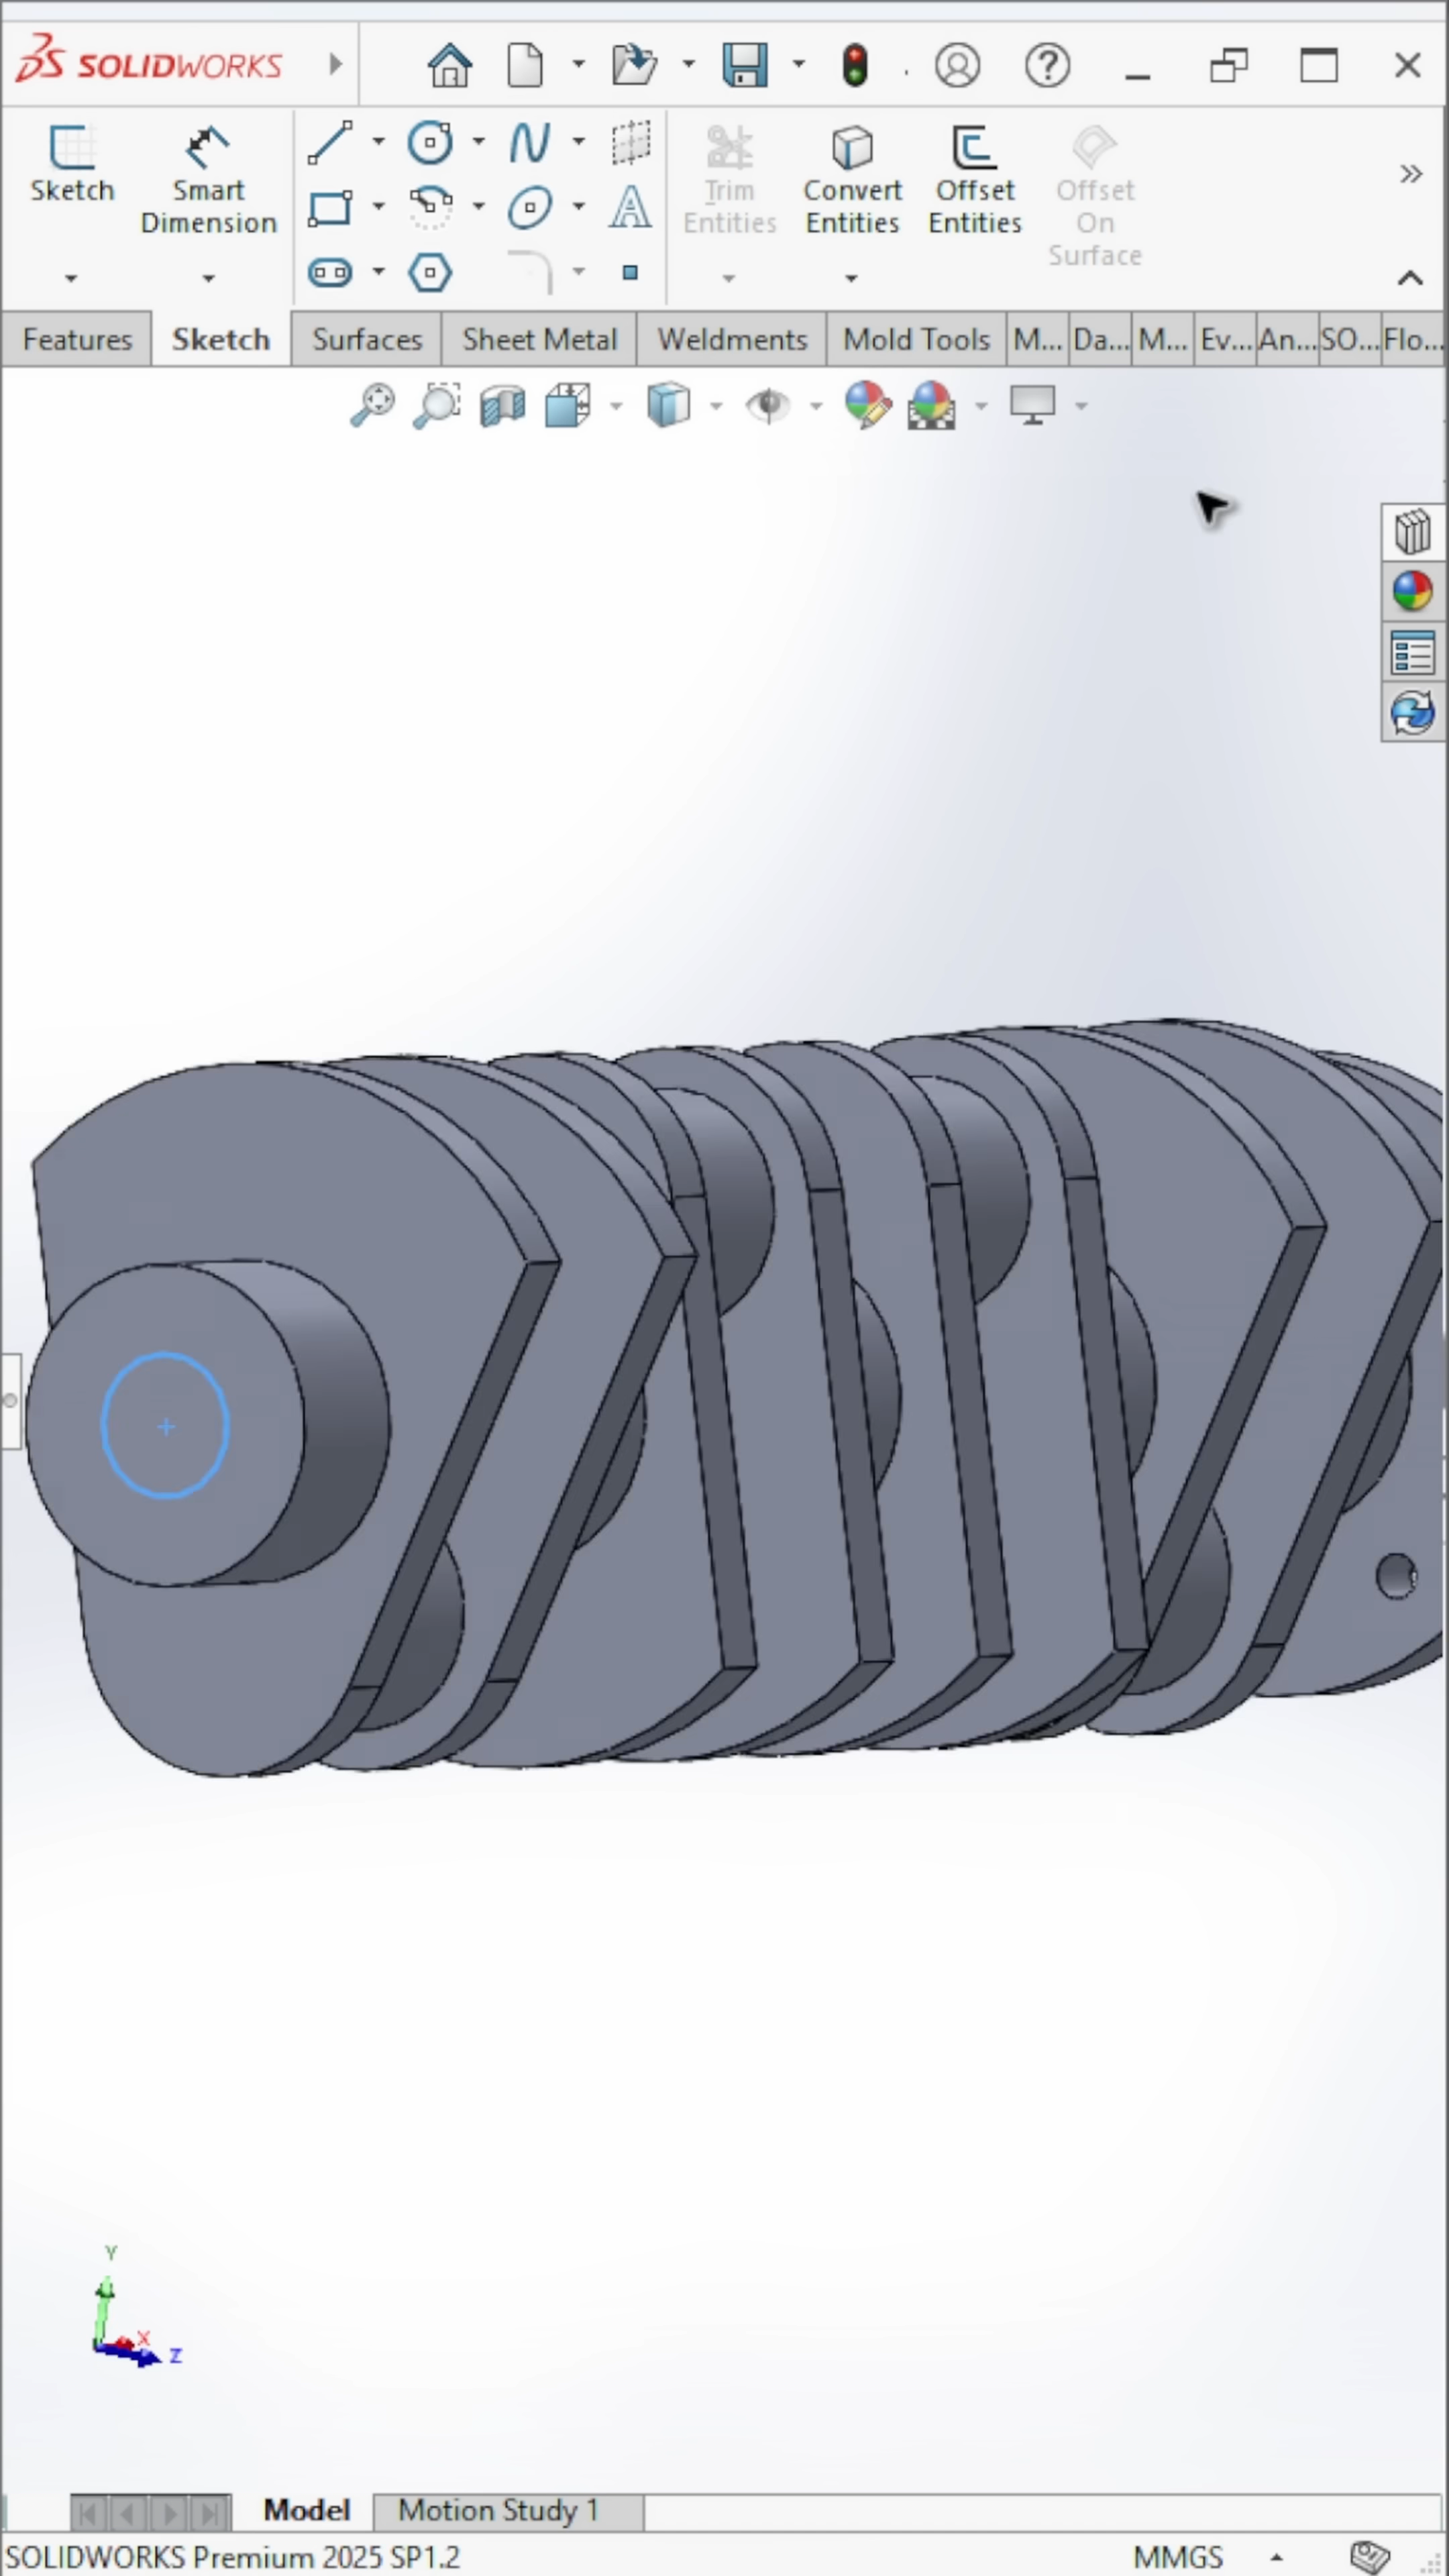 SOLIDWORKS
Sketch
Smart
Dimension
A
Trim
Entities
Convert
Entities
Offset
Entities
Offset
On
Surface
Features
Sketch
Surfaces
Sheet Metal
Weldments
Mold Tools
M...
Da...
M...
Ev...
An...
SO...
Flo...
Y
X
Z
Model
Motion Study 1
SOLIDWORKS Premium 2025 SP1.2
MMGS